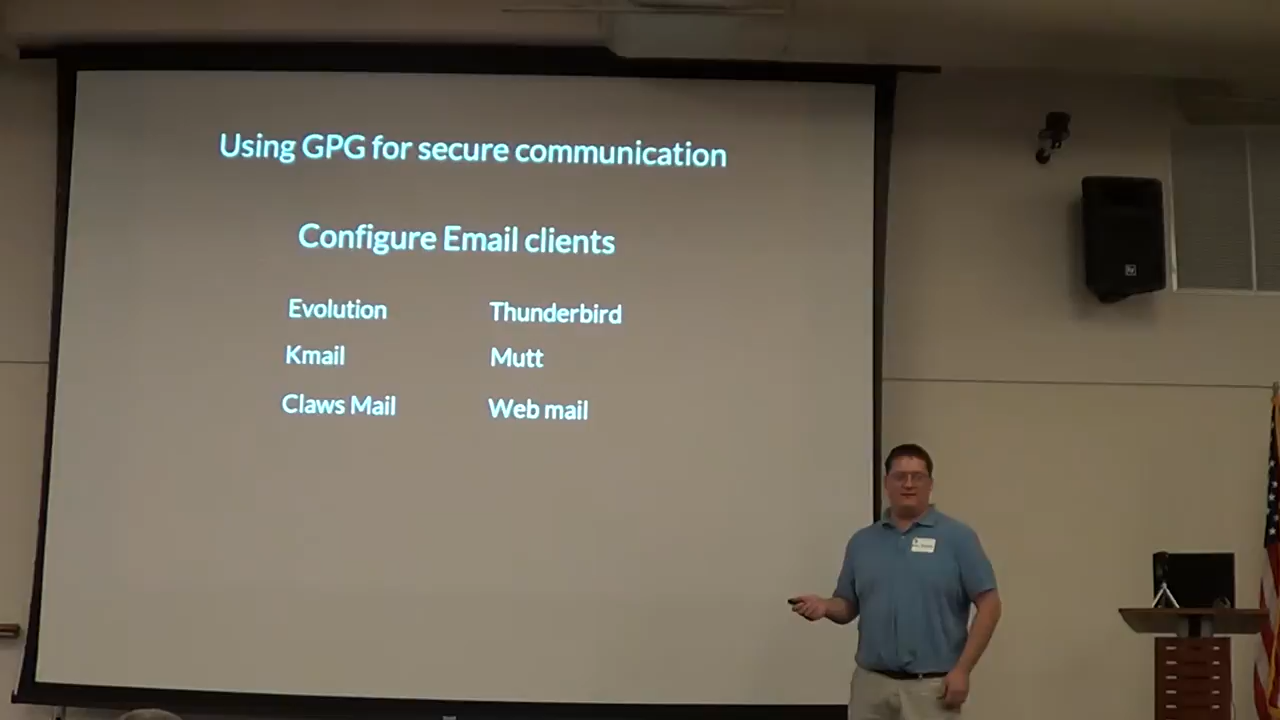 Using GPG for secure communication
Configure Email clients
Evolution Thunderbird
Kmail Mutt
Claws Mail Web mail